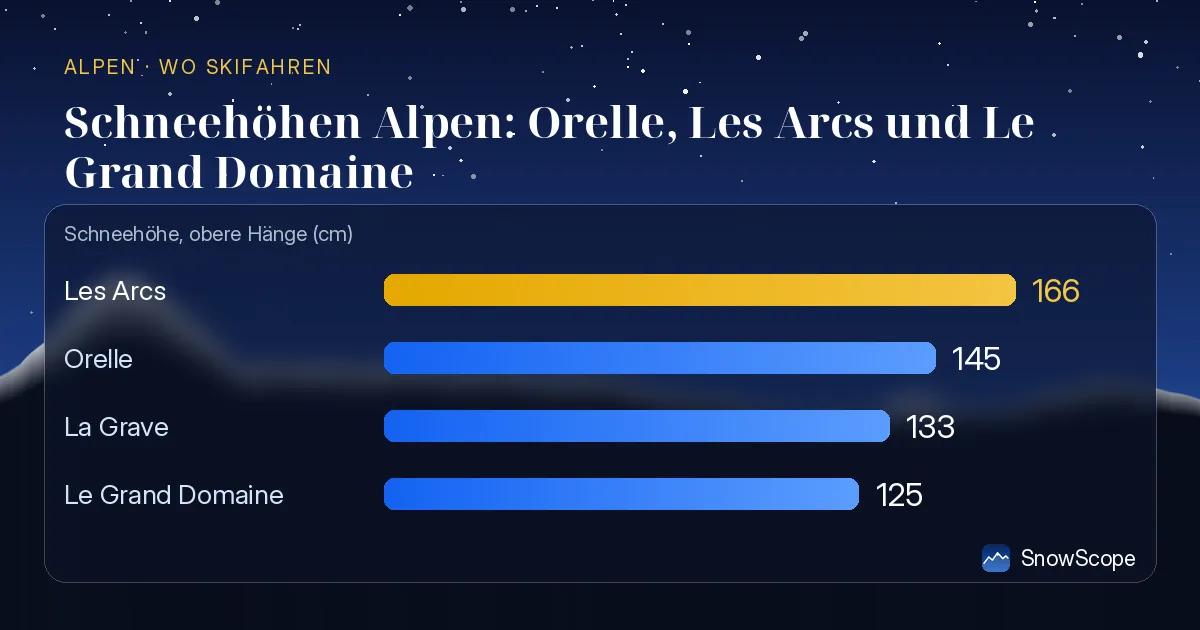 ALPEN · WO SKIFAHREN
Schneehöhen Alpen: Orelle, Les Arcs und Le
Grand Domaine
Schneehöhe, obere Hänge (cm)
Les Arcs 166
Orelle 145
La Grave 133
Le Grand Domaine 125
SnowScope